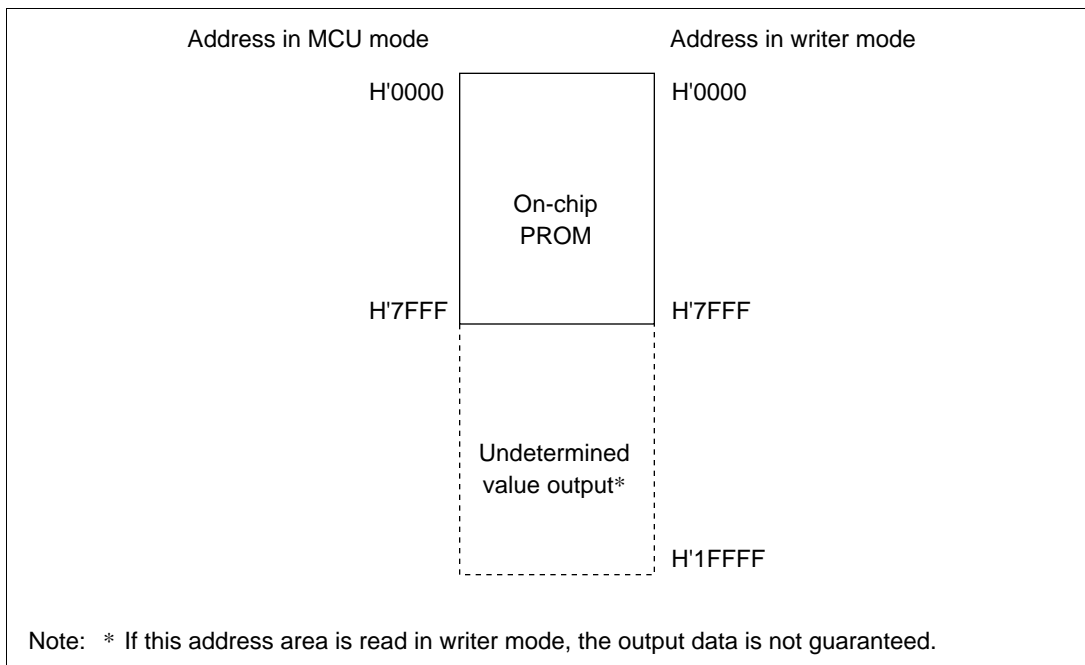 Address in MCU mode Address in writer mode
H'0000 H'0000
On-chip
PROM
H'7FFF H'7FFF
Undetermined
value output*
H'1FFFF
Note: * If this address area is read in writer mode, the output data is not guaranteed.